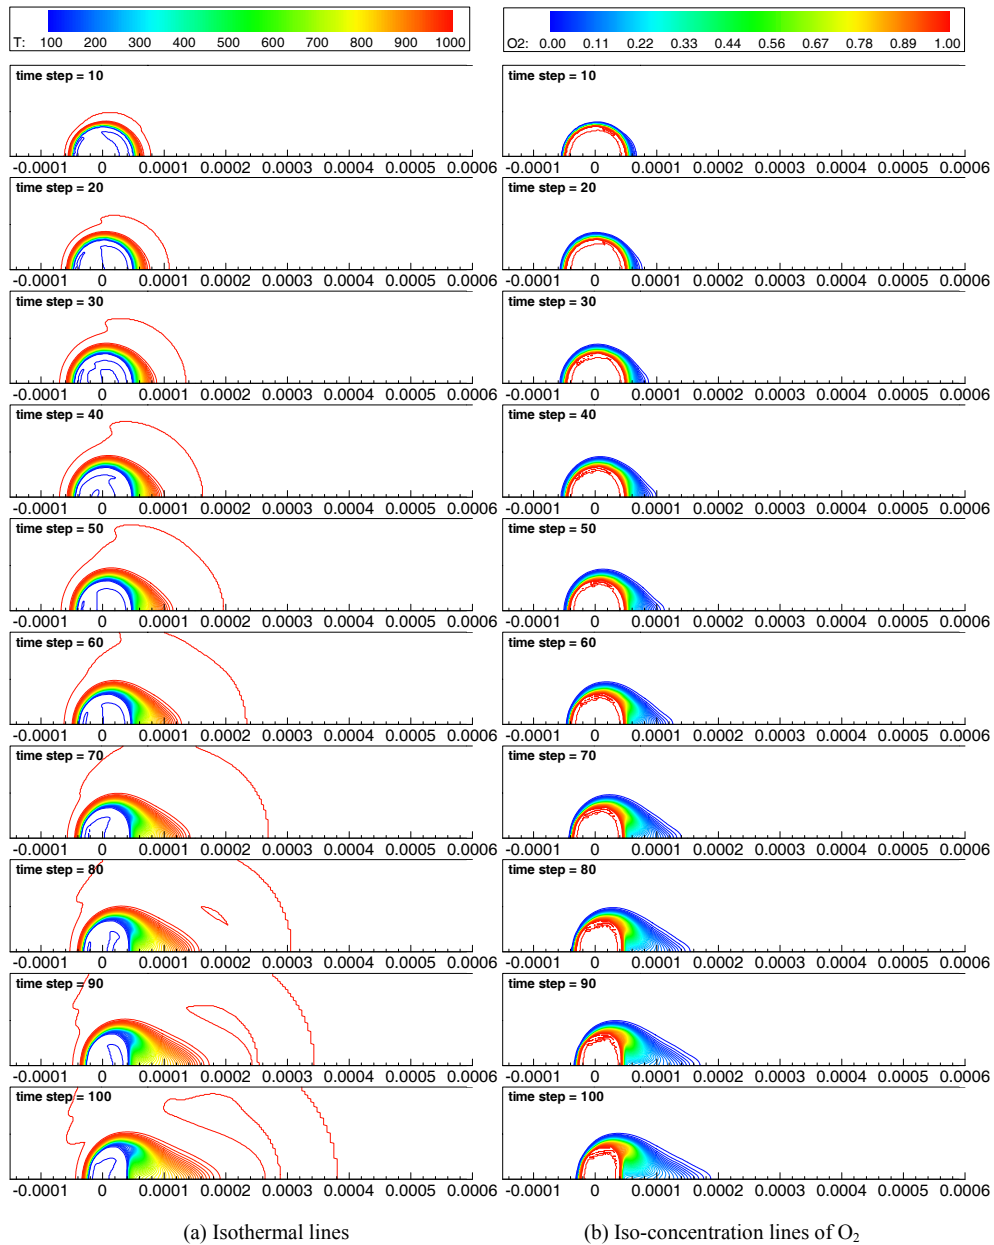 T: 100 200 300 400 500 600 700 800 900 1000
O2: 0.00 0.11 0.22 0.33 0.44 0.56 0.67 0.78 0.89 1.00
time step = 10
-0.0001 0 0.0001 0.0002 0.0003 0.0004 0.0005 0.0006
time step = 10
-0.0001 0 0.0001 0.0002 0.0003 0.0004 0.0005 0.0006
time step = 20
-0.0001 0 0.0001 0.0002 0.0003 0.0004 0.0005 0.0006
time step = 20
-0.0001 0 0.0001 0.0002 0.0003 0.0004 0.0005 0.0006
time step = 30
-0.0001 0 0.0001 0.0002 0.0003 0.0004 0.0005 0.0006
time step = 30
-0.0001 0 0.0001 0.0002 0.0003 0.0004 0.0005 0.0006
time step = 40
-0.0001 0 0.0001 0.0002 0.0003 0.0004 0.0005 0.0006
time step = 40
-0.0001 0 0.0001 0.0002 0.0003 0.0004 0.0005 0.0006
time step = 50
-0.0001 0 0.0001 0.0002 0.0003 0.0004 0.0005 0.0006
time step = 50
-0.0001 0 0.0001 0.0002 0.0003 0.0004 0.0005 0.0006
time step = 60
-0.0001 0 0.0001 0.0002 0.0003 0.0004 0.0005 0.0006
time step = 60
-0.0001 0 0.0001 0.0002 0.0003 0.0004 0.0005 0.0006
time step = 70
-0.0001 0 0.0001 0.0002 0.0003 0.0004 0.0005 0.0006
time step = 70
-0.0001 0 0.0001 0.0002 0.0003 0.0004 0.0005 0.0006
time step = 80
-0.0001 0 0.0001 0.0002 0.0003 0.0004 0.0005 0.0006
time step = 80
-0.0001 0 0.0001 0.0002 0.0003 0.0004 0.0005 0.0006
time step = 90
-0.0001 0 0.0001 0.0002 0.0003 0.0004 0.0005 0.0006
time step = 90
-0.0001 0 0.0001 0.0002 0.0003 0.0004 0.0005 0.0006
time step = 100
-0.0001 0 0.0001 0.0002 0.0003 0.0004 0.0005 0.0006
time step = 100
-0.0001 0 0.0001 0.0002 0.0003 0.0004 0.0005 0.0006
(a) Isothermal lines
(b) Iso-concentration lines of O₂